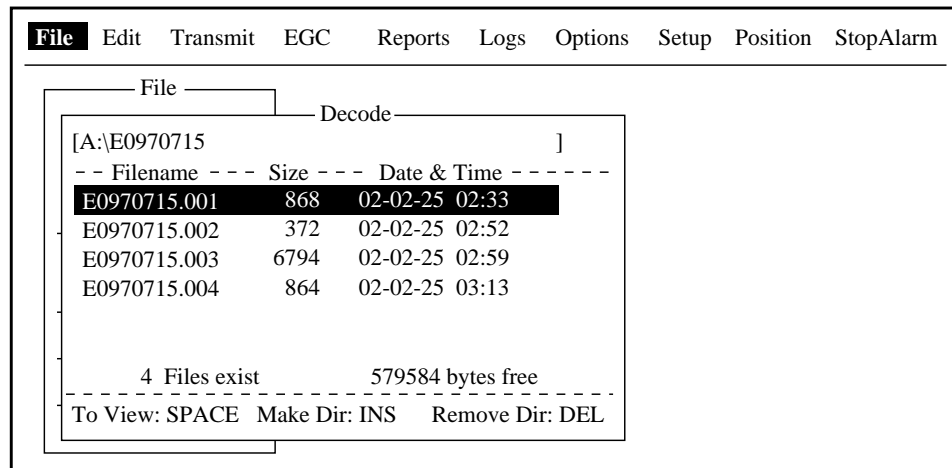 File Edit Transmit EGC Reports Logs Options Setup Position StopAlarm
File
Decode
[A:\E0970715 ]
Filename - - - Size - - - Date & Time - - - - - -
E0970715.001 868 02-02-25 02:33
E0970715.002 372 02-02-25 02:52
E0970715.003 6794 02-02-25 02:59
E0970715.004 864 02-02-25 03:13
4 Files exist 579584 bytes free
To View: SPACE Make Dir: INS Remove Dir: DEL